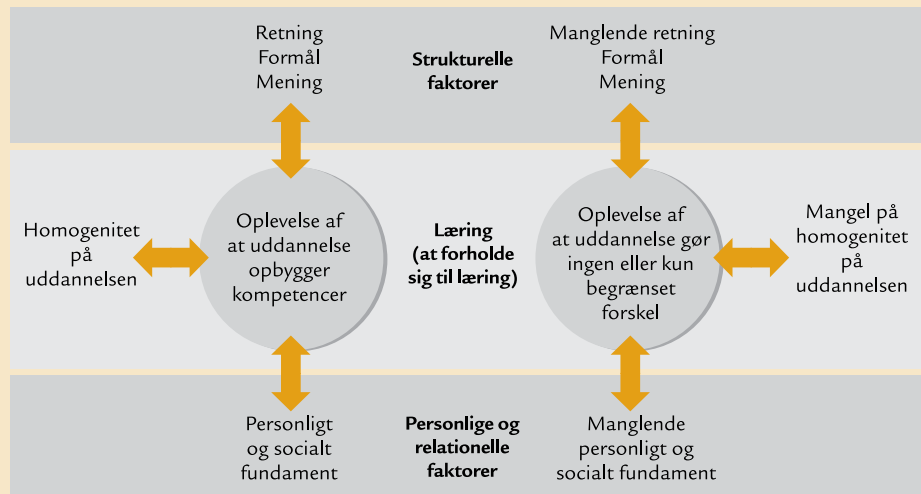 Retning
Formål
Mening
Strukturelle
faktorer
Manglende retning
Formål
Mening
Homogenitet
på
uddannelsen
Oplevelse af
at uddannelse
opbygger
kompetencer
Læring
(at forholde
sig til læring)
Oplevelse af
at uddannelse gør
ingen eller kun
begrænset
forskel
Mangel på
homogenitet
på
uddannelsen
Personligt
og socialt
fundament
Personlige og
relationelle
faktorer
Manglende
personligt og
socialt fundament